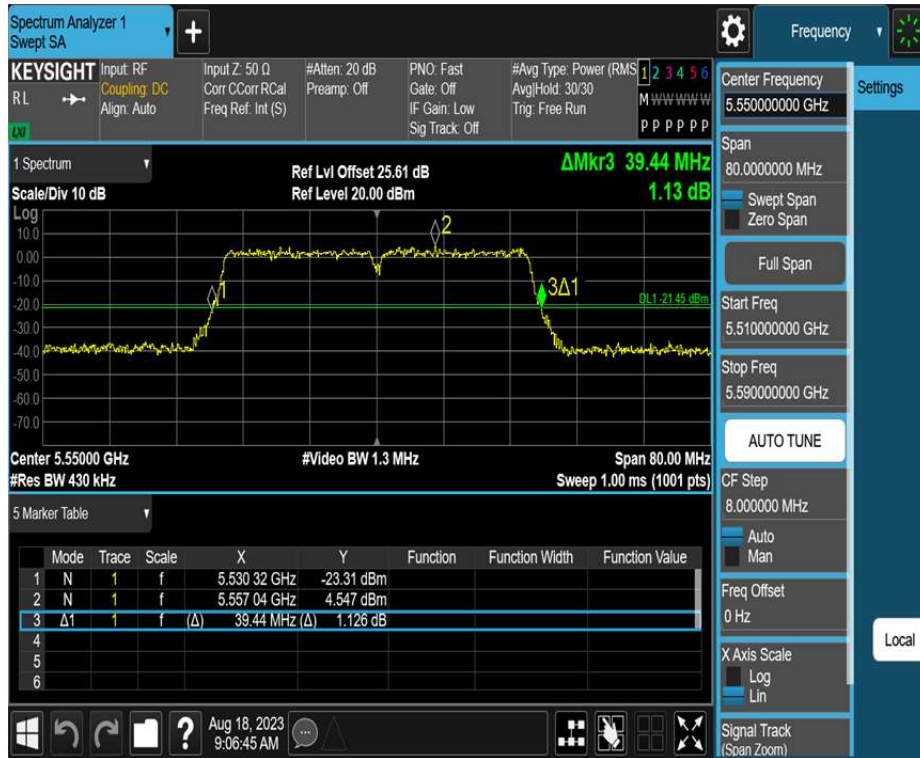 Spectrum Analyzer 1
Swept SA
+
Frequency
KEYSIGHT
RL
LXI
Input: RF
Coupling: DC
Align: Auto
Input Z: 50 Ω
Corr CCorr RCal
Freq Ref: Int (S)
#Atten: 20 dB
Preamp: Off
PNO: Fast
Gate: Off
IF Gain: Low
Sig Track: Off
#Avg Type: Power (RMS
Avg|Hold: 30/30
Trig: Free Run
1 2 3 4 5 6
M W W W W W
P P P P P P
1 Spectrum
Scale/Div 10 dB
Ref Lvl Offset 25.61 dB
Ref Level 20.00 dBm
ΔMkr3 39.44 MHz
1.13 dB
Log
10.0
0.00
-10.0
-20.0
-30.0
-40.0
-50.0
-60.0
-70.0
1
2
3Δ1
DL1 -21.45 dBm
Center 5.55000 GHz
#Video BW 1.3 MHz
Span 80.00 MHz
#Res BW 430 kHz
Sweep 1.00 ms (1001 pts)
5 Marker Table
Mode Trace Scale X Y Function Function Width Function Value
1 N 1 f 5.530 32 GHz -23.31 dBm
2 N 1 f 5.557 04 GHz 4.547 dBm
3 Δ1 1 f (Δ) 39.44 MHz (Δ) 1.126 dB
4
5
6
?
Aug 18, 2023
9:06:45 AM
Center Frequency
5.55000000 GHz
Settings
Span
80.0000000 MHz
Swept Span
Zero Span
Full Span
Start Freq
5.510000000 GHz
Stop Freq
5.590000000 GHz
AUTO TUNE
CF Step
8.000000 MHz
Auto
Man
Freq Offset
0 Hz
X Axis Scale
Log
Lin
Local
Signal Track
(Span Zoom)